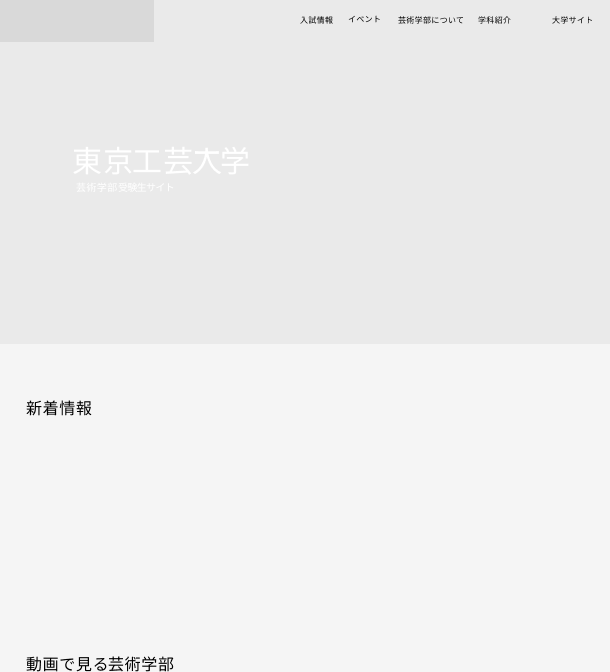 入試情報 イベント 芸術学部について 学科紹介 大学サイト
東京工芸大学
芸術学部受験生サイト
新着情報
動画で見る芸術学部